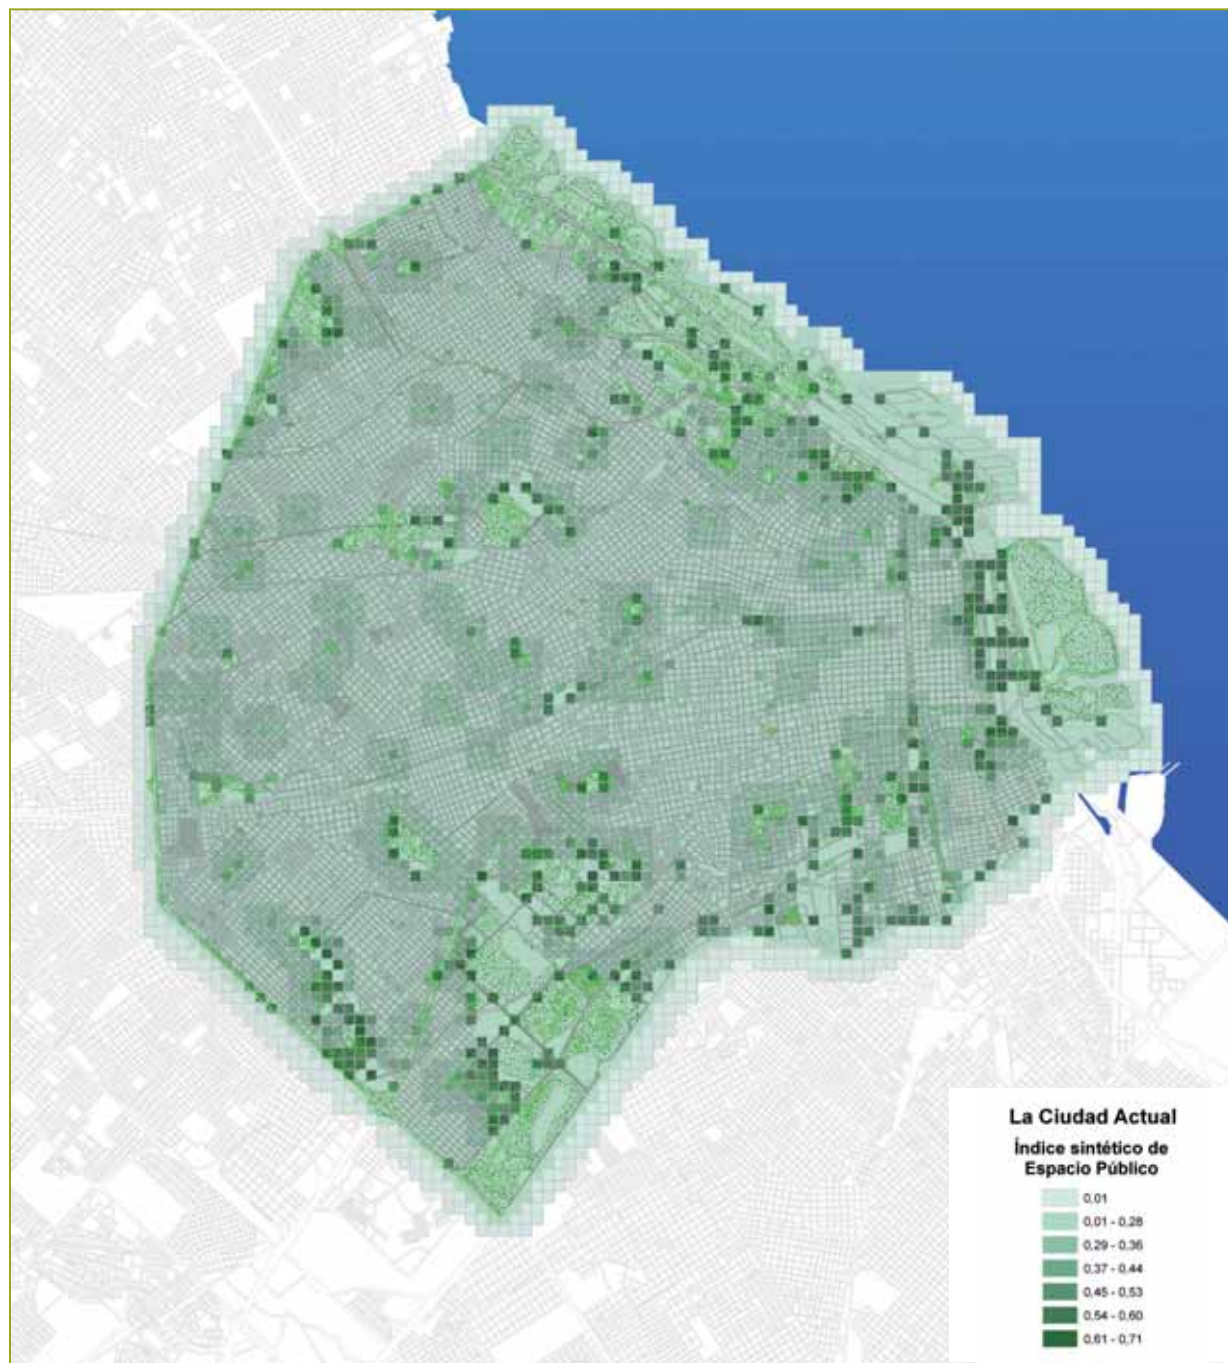 La Ciudad Actual
Índice sintético de
Espacio Público
0,01
0,01 - 0,28
0,29 - 0,36
0,37 - 0,44
0,45 - 0,53
0,54 - 0,60
0,61 - 0,71